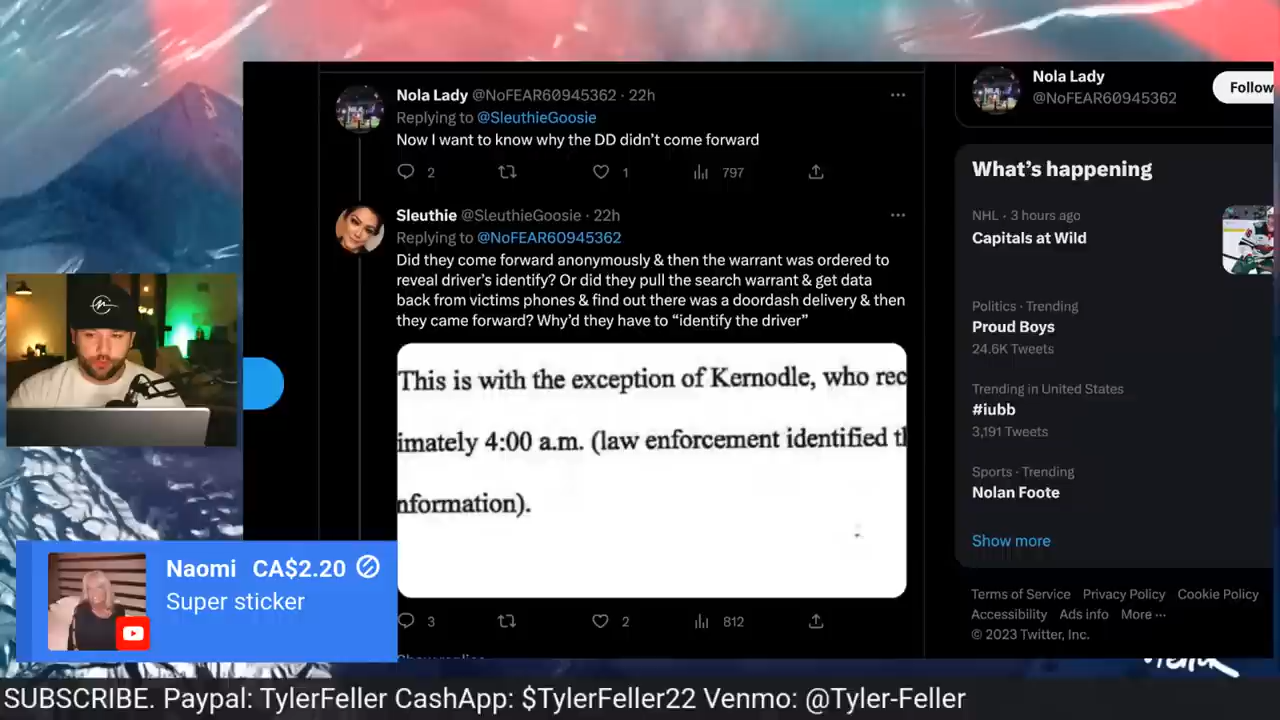 Nola Lady @NoFEAR60945362 · 22h
Replying to @SleuthieGoosie
Now I want to know why the DD didn't come forward
2 1 797
Sleuthie @SleuthieGoosie · 22h
Replying to @NoFEAR60945362
Did they come forward anonymously & then the warrant was ordered to
reveal driver's identify? Or did they pull the search warrant & get data
back from victims phones & find out there was a doordash delivery & then
they came forward? Why'd they have to "identify the driver"
This is with the exception of Kernodle, who rec
imately 4:00 a.m. (law enforcement identified th
nformation).
3 2 812
Nola Lady
@NoFEAR60945362
Follow
What's happening
NHL · 3 hours ago
Capitals at Wild
Politics · Trending
Proud Boys
24.6K Tweets
Trending in United States
#iubb
3,191 Tweets
Sports · Trending
Nolan Foote
Show more
Terms of Service Privacy Policy Cookie Policy
Accessibility Ads info More ...
© 2023 Twitter, Inc.
Naomi CA$2.20
Super sticker
SUBSCRIBE. Paypal: TylerFeller CashApp: $TylerFeller22 Venmo: @Tyler-Feller